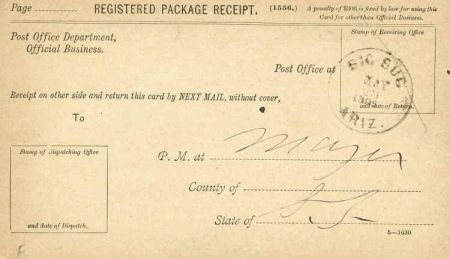 Page REGISTERED PACKAGE RECEIPT. (1556.) A penalty of $300, is fixed by law for using this
Card for other than Official Business.
Post Office Department,
Official Business.
Stamp of Receiving Office
Post Office at
BIG BUG
MAY
1895
ARIZ.
and date of Return.
Receipt on other side and return this card by NEXT MAIL, without cover,
To
Stamp of Dispatching Office
and date of Dispatch.
P. M. at Mayer
County of
State of
5—1630